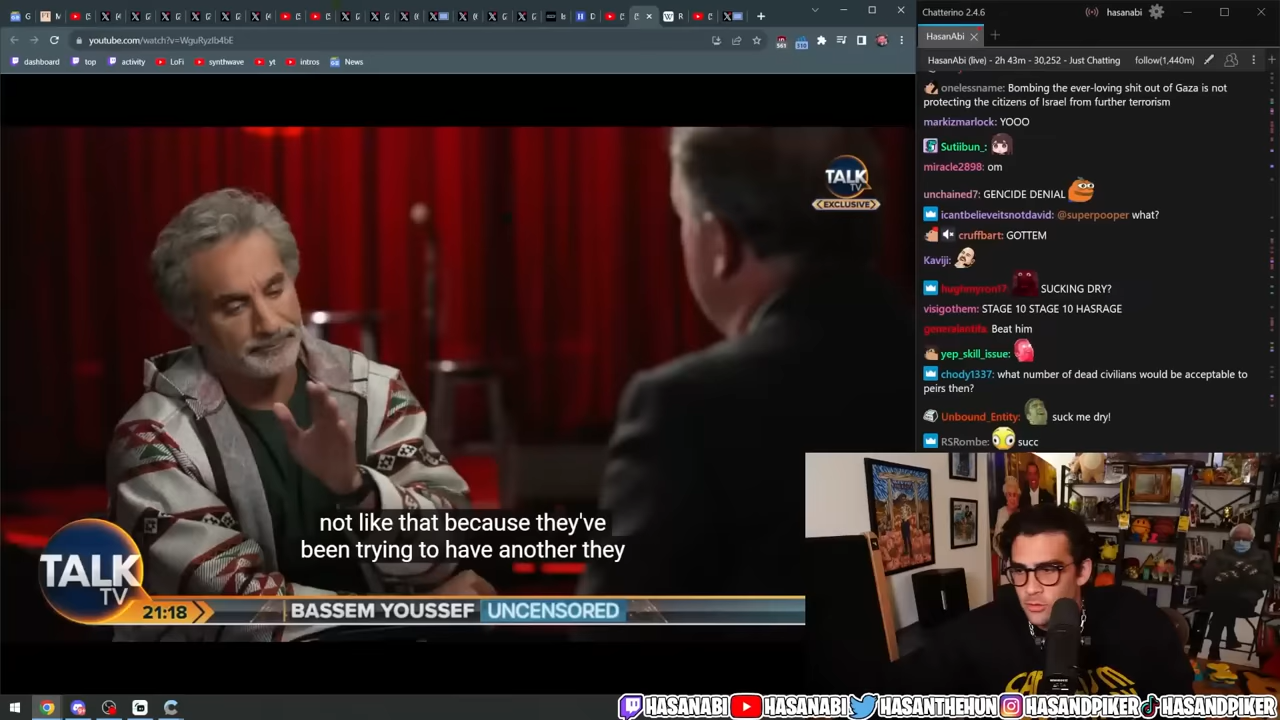 youtube.com/watch?v=WguRyzIb4bE
dashboard
top
activity
LoFi
synthwave
yt
intros
News
TALK
TV
EXCLUSIVE
not like that because they've
been trying to have another they
TALK
TV
21:18
BASSEM YOUSSEF UNCENSORED
Chatterino 2.4.6
hasanabi
HasanAbi
HasanAbi (live) - 2h 43m - 30,252 - Just Chatting
follow(1,440m)
onelessname: Bombing the ever-loving shit out of Gaza is not
protecting the citizens of Israel from further terrorism
markizmarlock: YOOO
Sutiibun_:
miracle2898: om
unchained7: GENCIDE DENIAL
icantbelieveitsnotdavid: @superpooper what?
cruffbart: GOTTEM
Kaviji:
hughmyron17: SUCKING DRY?
visigothem: STAGE 10 STAGE 10 HASRAGE
generalantifa: Beat him
yep_skill_issue:
chody1337: what number of dead civilians would be acceptable to
peirs then?
Unbound_Entity: suck me dry!
RSRombe: succ
HASANABI HASANABI HASANTHEHUN HASANDPIKER HASANDPIKER